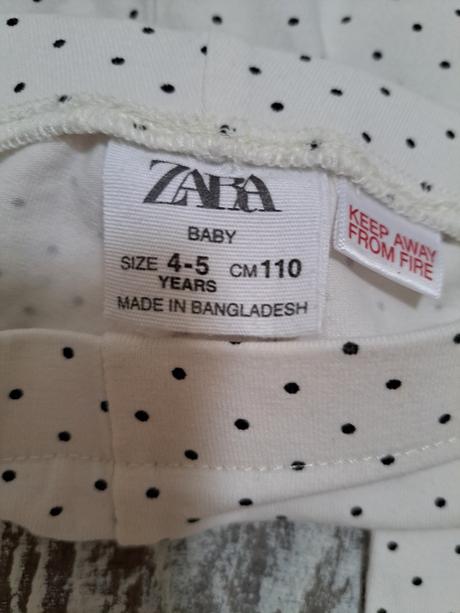 ZARA
BABY
SIZE 4-5 CM 110
YEARS
MADE IN BANGLADESH
KEEP AWAY
FROM FIRE